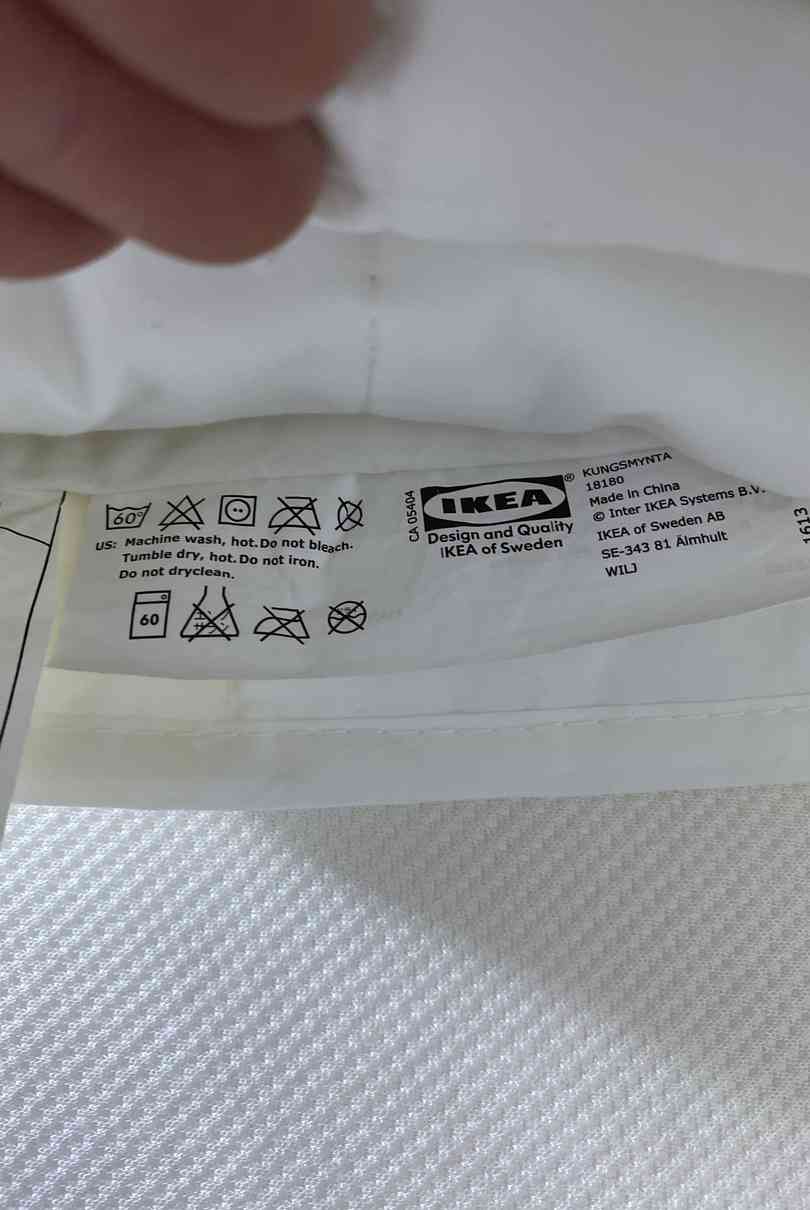 60°
US: Machine wash, hot. Do not bleach.
Tumble dry, hot. Do not iron.
Do not dryclean.
60
CA 05404
IKEA®
Design and Quality
IKEA of Sweden
KUNGSMYNTA
18180
Made in China
© Inter IKEA Systems B.V.
IKEA of Sweden AB
SE-343 81 Älmhult
WILJ
1613